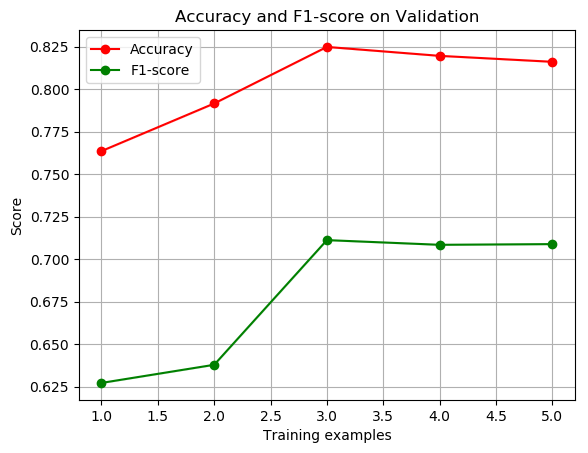 Accuracy and F1-score on Validation
Accuracy
F1-score
0.825
0.800
0.775
0.750
0.725
0.700
0.675
0.650
0.625
Score
1.0 1.5 2.0 2.5 3.0 3.5 4.0 4.5 5.0
Training examples